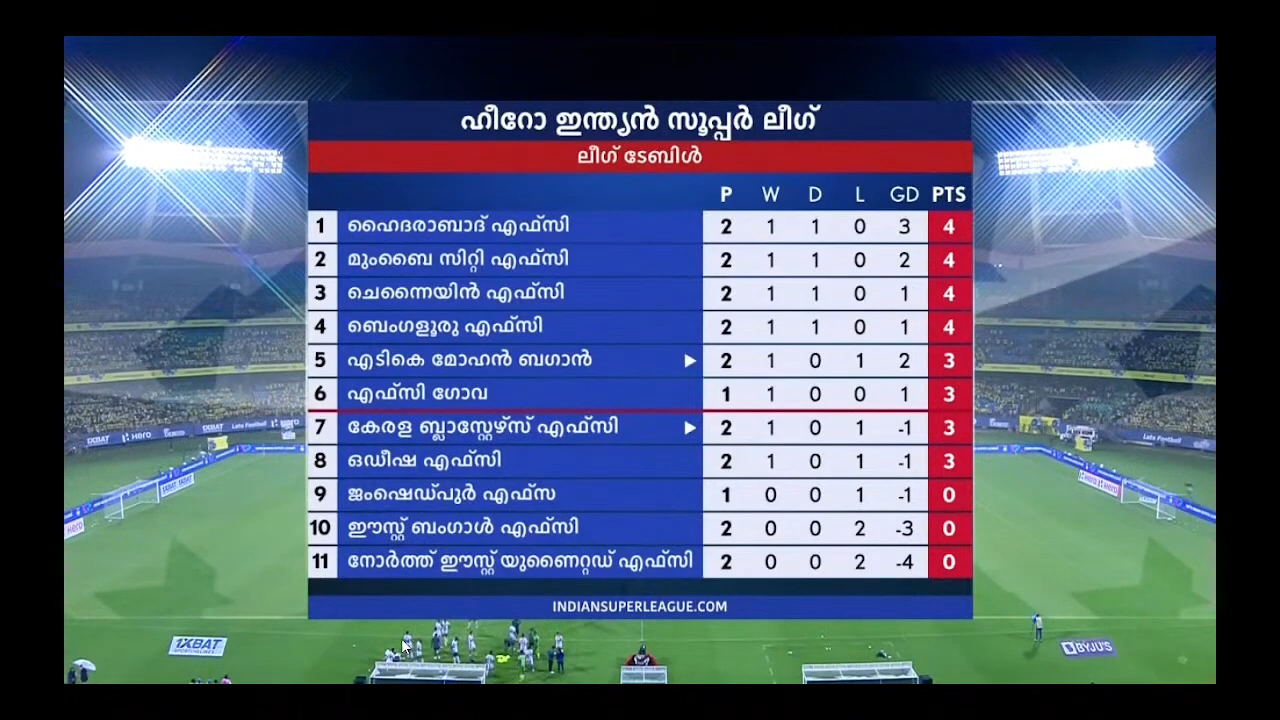 ഹീറോ ഇന്ത്യൻ സൂപ്പർ ലീഗ്
ലീഗ് ടേബിൾ
P W D L GD PTS
1 ഹൈദരാബാദ് എഫ്സി 2 1 1 0 3 4
2 മുംബൈ സിറ്റി എഫ്സി 2 1 1 0 2 4
3 ചെന്നൈയിൻ എഫ്സി 2 1 1 0 1 4
4 ബെംഗളൂരു എഫ്സി 2 1 1 0 1 4
5 എടികെ മോഹൻ ബഗാൻ 2 1 0 1 2 3
6 എഫ്സി ഗോവ 1 1 0 0 1 3
7 കേരള ബ്ലാസ്റ്റേഴ്സ് എഫ്സി 2 1 0 1 -1 3
8 ഒഡീഷ എഫ്സി 2 1 0 1 -1 3
9 ജംഷെഡ്പുർ എഫ്സ 1 0 0 1 -1 0
10 ഈസ്റ്റ് ബംഗാൾ എഫ്സി 2 0 0 2 -3 0
11 നോർത്ത് ഈസ്റ്റ് യുണൈറ്റഡ് എഫ്സി 2 0 0 2 -4 0
INDIANSUPERLEAGUE.COM
1XBAT Hero
Late Football
1XBAT
BYJU'S